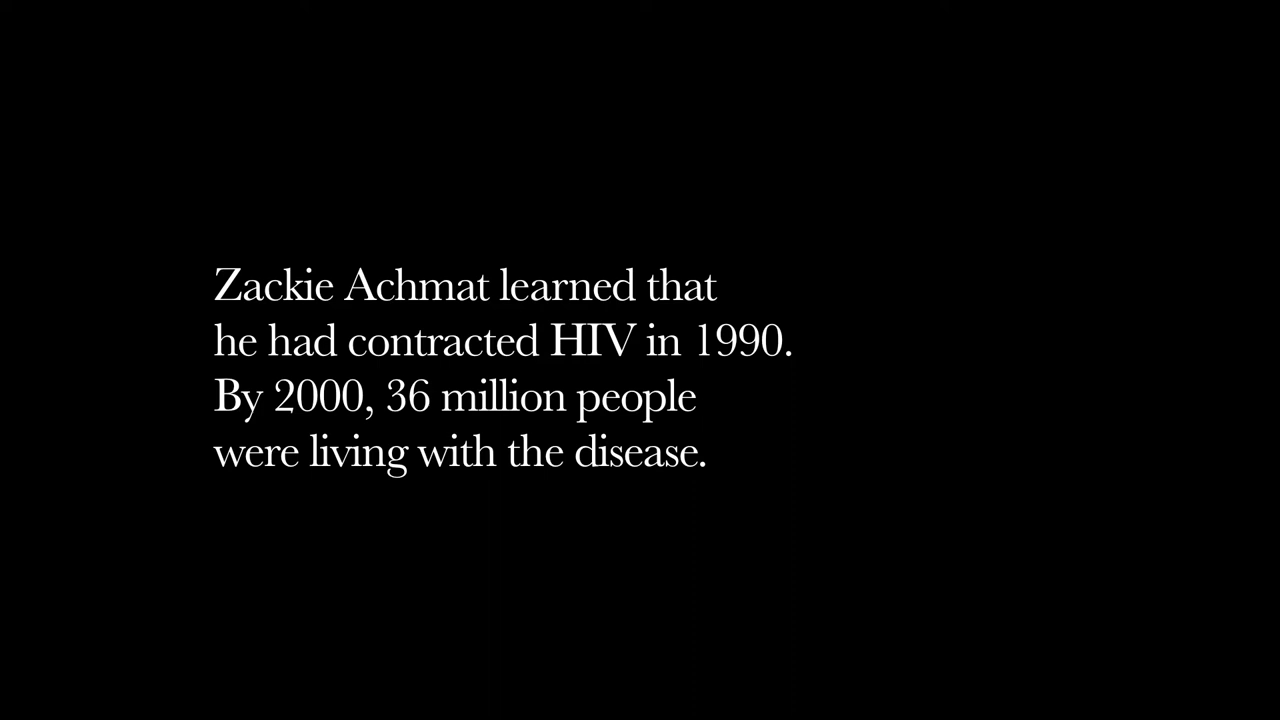 Zackie Achmat learned that
he had contracted HIV in 1990.
By 2000, 36 million people
were living with the disease.